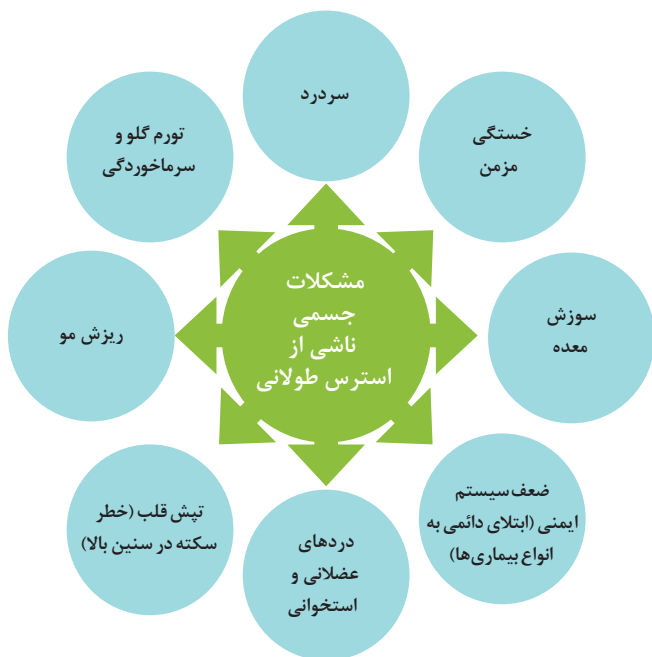 سردرد
خستگی
مزمن
سوزش
معده
ضعف سیستم
ایمنی (ابتلای دائمی به
انواع بیماری‌ها)
دردهای
عضلانی و
استخوانی
تپش قلب (خطر
سکته در سنین بالا)
ریزش مو
تورم گلو و
سرماخوردگی
مشکلات
جسمی
ناشی از
استرس طولانی